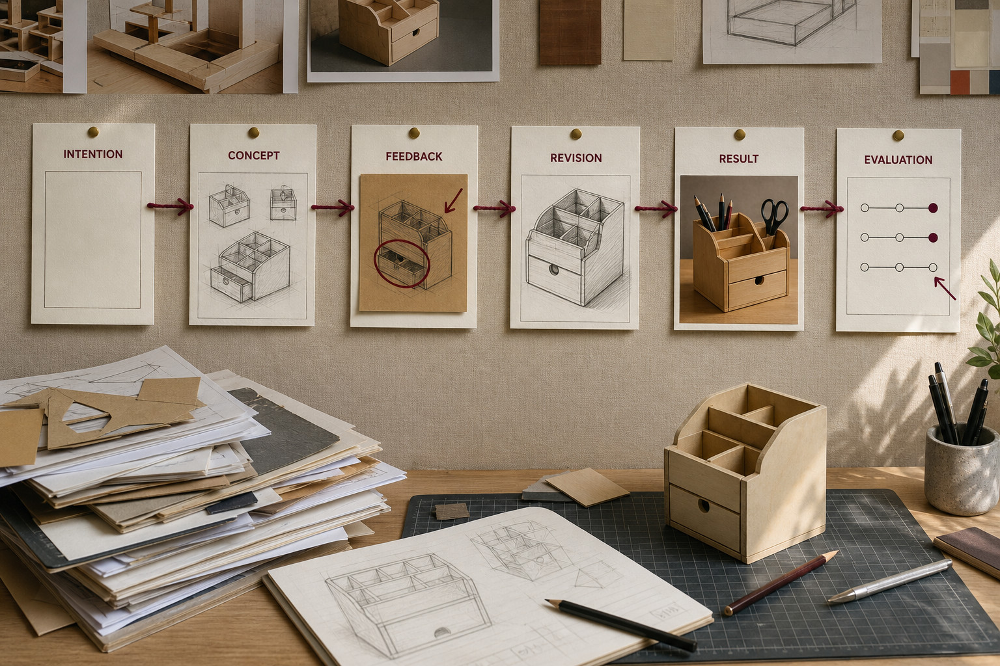 INTENTION
CONCEPT
FEEDBACK
REVISION
RESULT
EVALUATION